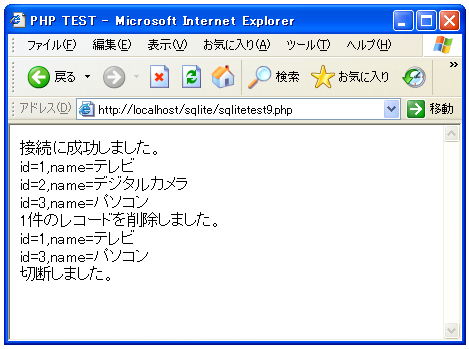 PHP TEST - Microsoft Internet Explorer
ファイル(F) 編集(E) 表示(V) お気に入り(A) ツール(T) ヘルプ(H)
戻る 検索 お気に入り
アドレス(D) http://localhost/sqlite/sqlitetest9.php 移動
接続に成功しました。
id=1,name=テレビ
id=2,name=デジタルカメラ
id=3,name=パソコン
1件のレコードを削除しました。
id=1,name=テレビ
id=3,name=パソコン
切断しました。